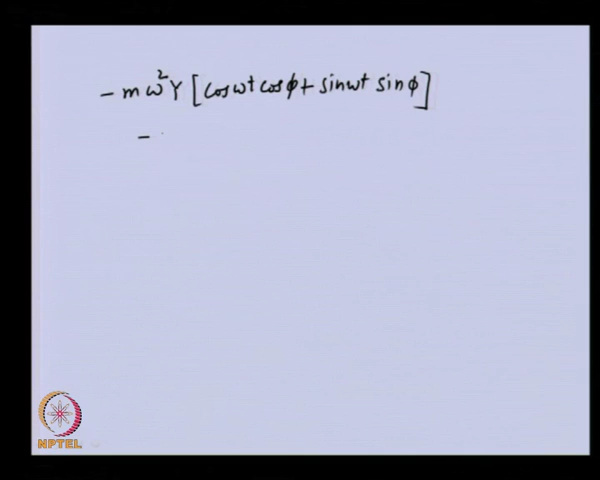 - mω²Y [cosωt cosϕ + sinωt sinϕ]
-
NPTEL